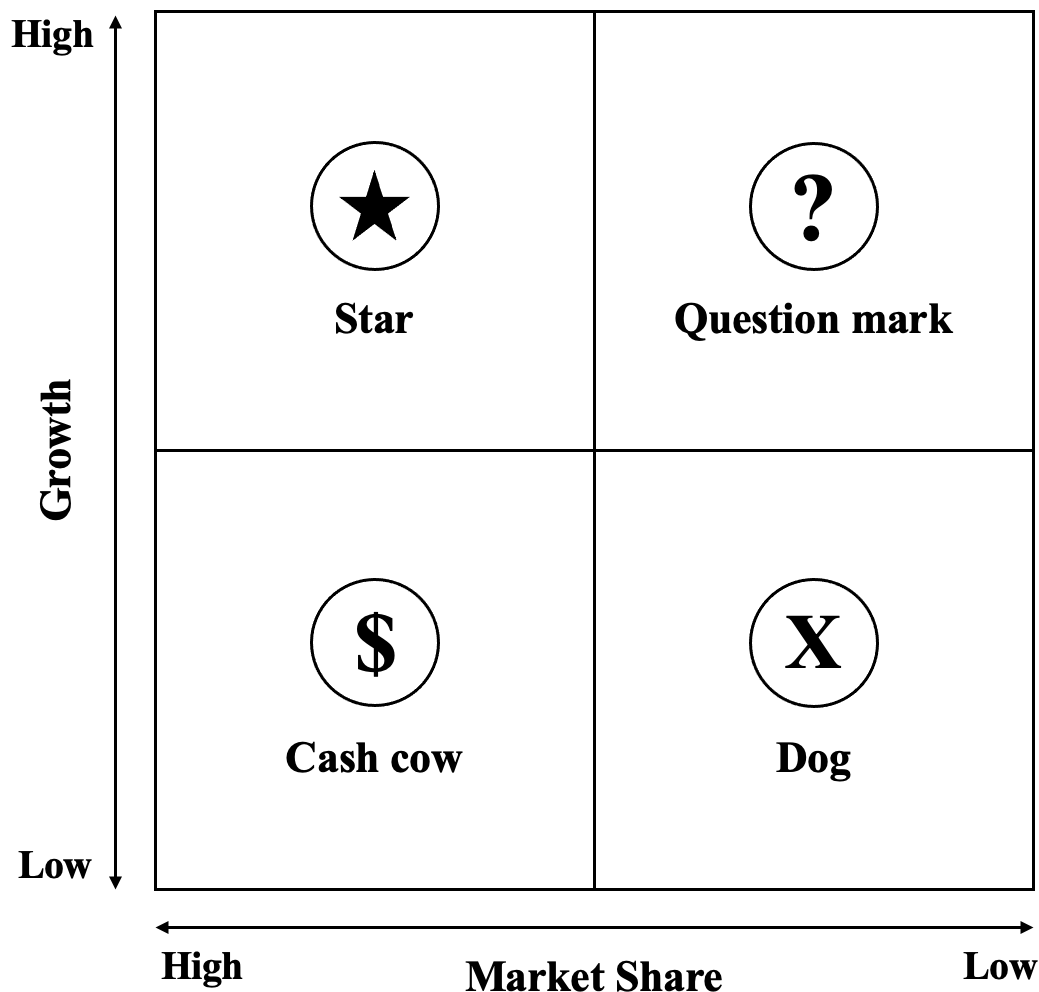 High
?
Star
Question mark
Growth
$
X
Cash cow
Dog
Low
High
Market Share
Low